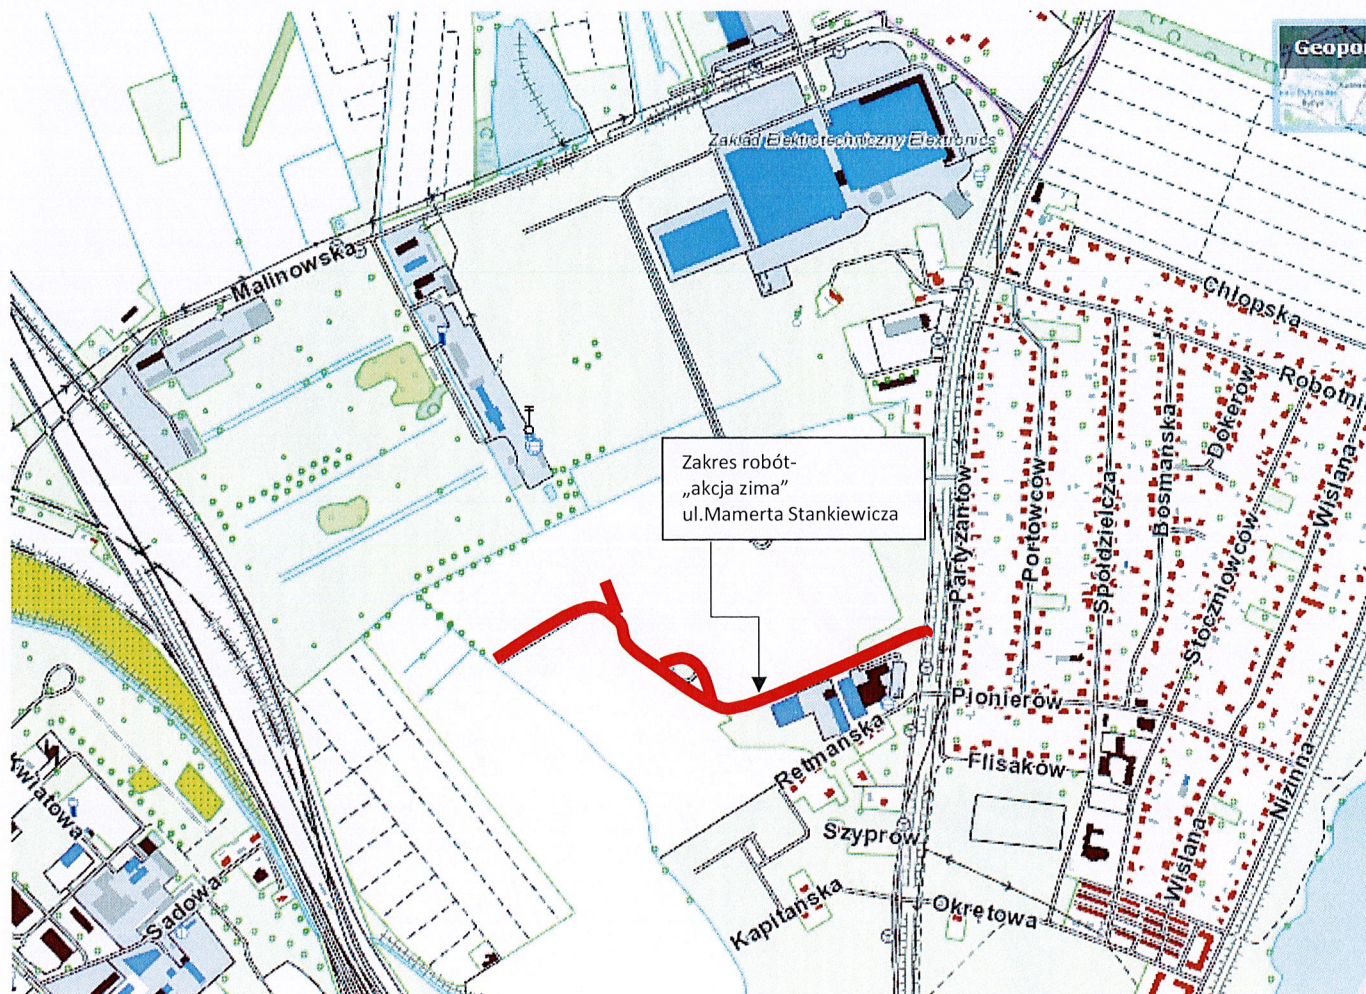 Geopo
Zakład Elektrotechniczny Elextronics
Malinowska
Chłopska
Robotni
Dokerów
Zakres robót-
„akcja zima”
ul.Mamerta Stankiewicza
Partyzantów
Portowców
Spółdzielcza
Bosmańska
Stoczniowców
Wiślana
Pionierów
Retmańska
Flisaków
Nizinna
Kwiatowa
Szyprów
Wiślana
Sadowa
Kapitańska
Okrętowa